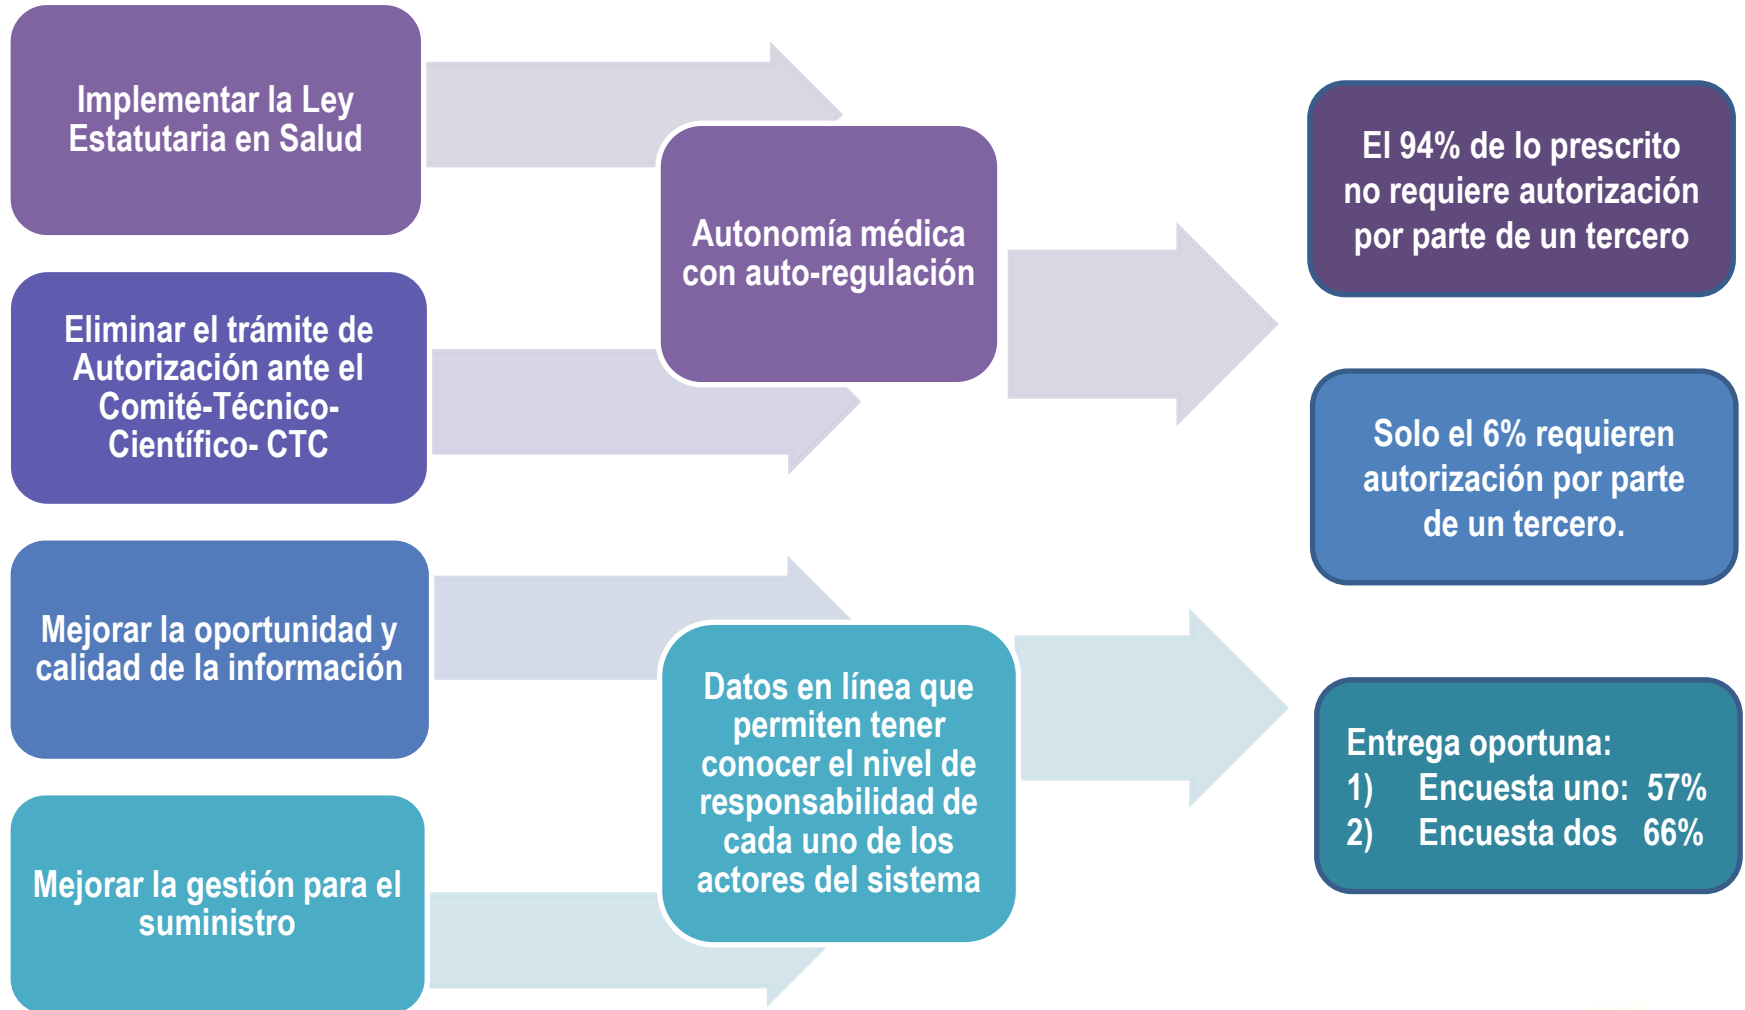 Implementar la Ley
Estatutaria en Salud
Eliminar el trámite de
Autorización ante el
Comité-Técnico-
Científico- CTC
Mejorar la oportunidad y
calidad de la información
Mejorar la gestión para el
suministro
Autonomía médica
con auto-regulación
Datos en línea que
permiten tener
conocer el nivel de
responsabilidad de
cada uno de los
actores del sistema
El 94% de lo prescrito
no requiere autorización
por parte de un tercero
Solo el 6% requieren
autorización por parte
de un tercero.
Entrega oportuna:
1) Encuesta uno: 57%
2) Encuesta dos 66%